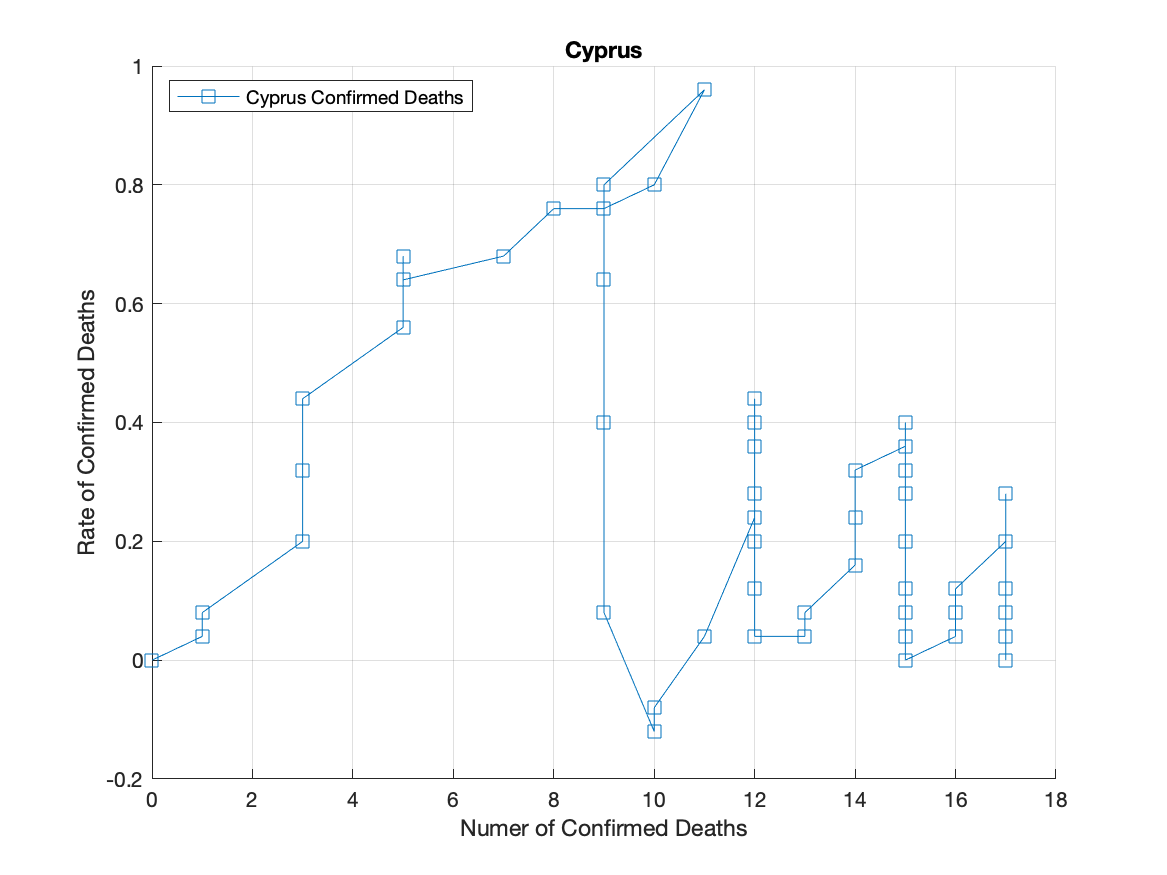 Cyprus
Cyprus Confirmed Deaths
1
0.8
0.6
0.4
0.2
0
-0.2
Rate of Confirmed Deaths
0 2 4 6 8 10 12 14 16 18
Numer of Confirmed Deaths